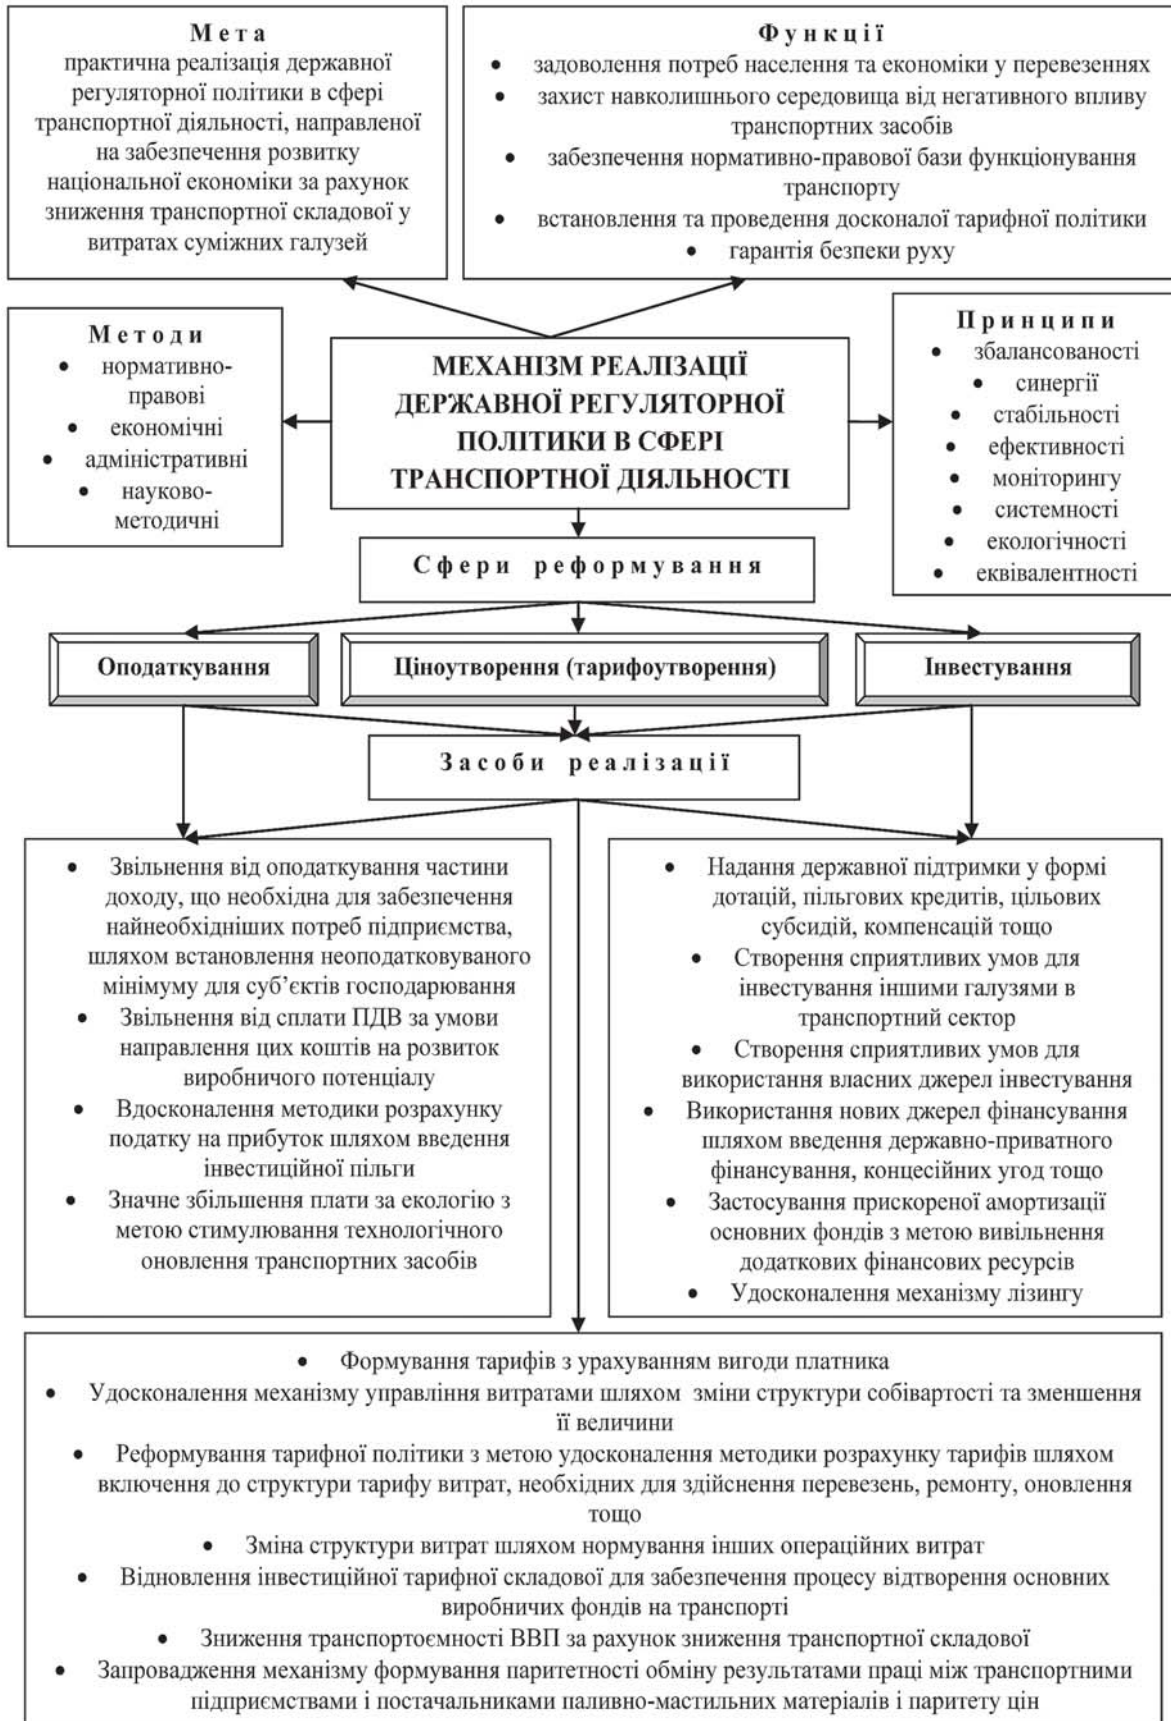 Мета
практична реалізація державної
регуляторної політики в сфері
транспортної діяльності, направленої
на забезпечення розвитку
національної економіки за рахунок
зниження транспортної складової у
витратах суміжних галузей
Функції
• задоволення потреб населення та економіки у перевезеннях
• захист навколишнього середовища від негативного впливу
транспортних засобів
• забезпечення нормативно-правової бази функціонування
транспорту
• встановлення та проведення досконалої тарифної політики
• гарантія безпеки руху
Методи
• нормативно-
правові
• економічні
• адміністративні
• науково-
методичні
МЕХАНІЗМ РЕАЛІЗАЦІЇ
ДЕРЖАВНОЇ РЕГУЛЯТОРНОЇ
ПОЛІТИКИ В СФЕРІ
ТРАНСПОРТНОЇ ДІЯЛЬНОСТІ
Принципи
• збалансованості
• синергії
• стабільності
• ефективності
• моніторингу
• системності
• екологічності
• еквівалентності
Сфери реформування
Оподаткування
Ціноутворення (тарифоутворення)
Інвестування
Засоби реалізації
• Звільнення від оподаткування частини
доходу, що необхідна для забезпечення
найнеобхідніших потреб підприємства,
шляхом встановлення неоподатковуваного
мінімуму для суб’єктів господарювання
• Звільнення від сплати ПДВ за умови
направлення цих коштів на розвиток
виробничого потенціалу
• Вдосконалення методики розрахунку
податку на прибуток шляхом введення
інвестиційної пільги
• Значне збільшення плати за екологію з
метою стимулювання технологічного
оновлення транспортних засобів
• Надання державної підтримки у формі
дотацій, пільгових кредитів, цільових
субсидій, компенсацій тощо
• Створення сприятливих умов для
інвестування іншими галузями в
транспортний сектор
• Створення сприятливих умов для
використання власних джерел інвестування
• Використання нових джерел фінансування
шляхом введення державно-приватного
фінансування, концесійних угод тощо
• Застосування прискореної амортизації
основних фондів з метою вивільнення
додаткових фінансових ресурсів
• Удосконалення механізму лізингу
• Формування тарифів з урахуванням вигоди платника
• Удосконалення механізму управління витратами шляхом зміни структури собівартості та зменшення
її величини
• Реформування тарифної політики з метою удосконалення методики розрахунку тарифів шляхом
включення до структури тарифу витрат, необхідних для здійснення перевезень, ремонту, оновлення
тощо
• Зміна структури витрат шляхом нормування інших операційних витрат
• Відновлення інвестиційної тарифної складової для забезпечення процесу відтворення основних
виробничих фондів на транспорті
• Зниження транспортоємності ВВП за рахунок зниження транспортної складової
• Запровадження механізму формування паритетності обміну результатами праці між транспортними
підприємствами і постачальниками паливно-мастильних матеріалів і паритету цін